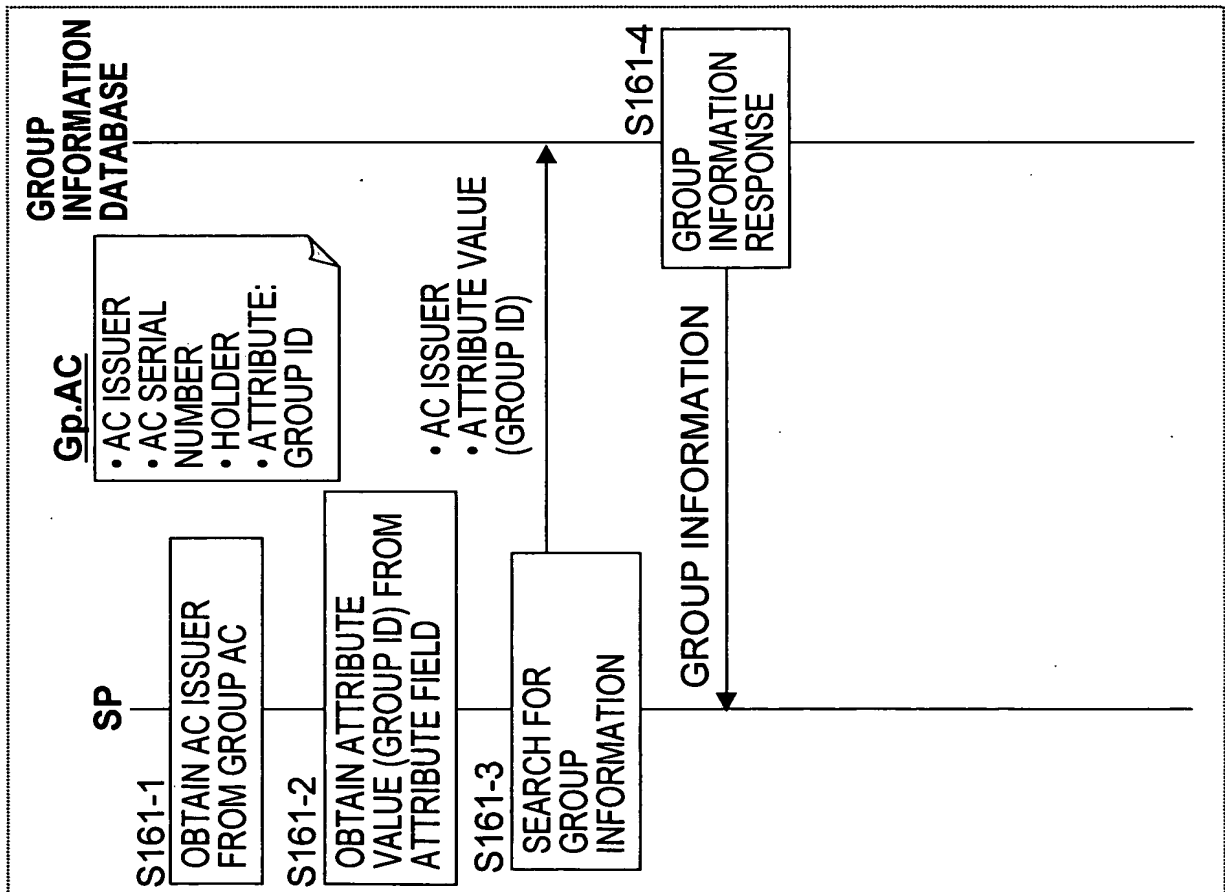 SP
Gp.AC
GROUP
INFORMATION
DATABASE
• AC ISSUER
• AC SERIAL
NUMBER
• HOLDER
• ATTRIBUTE:
GROUP ID
S161-1
OBTAIN AC ISSUER
FROM GROUP AC
S161-2
OBTAIN ATTRIBUTE
VALUE (GROUP ID) FROM
ATTRIBUTE FIELD
S161-3
SEARCH FOR
GROUP
INFORMATION
• AC ISSUER
• ATTRIBUTE VALUE
(GROUP ID)
S161-4
GROUP
INFORMATION
RESPONSE
GROUP INFORMATION